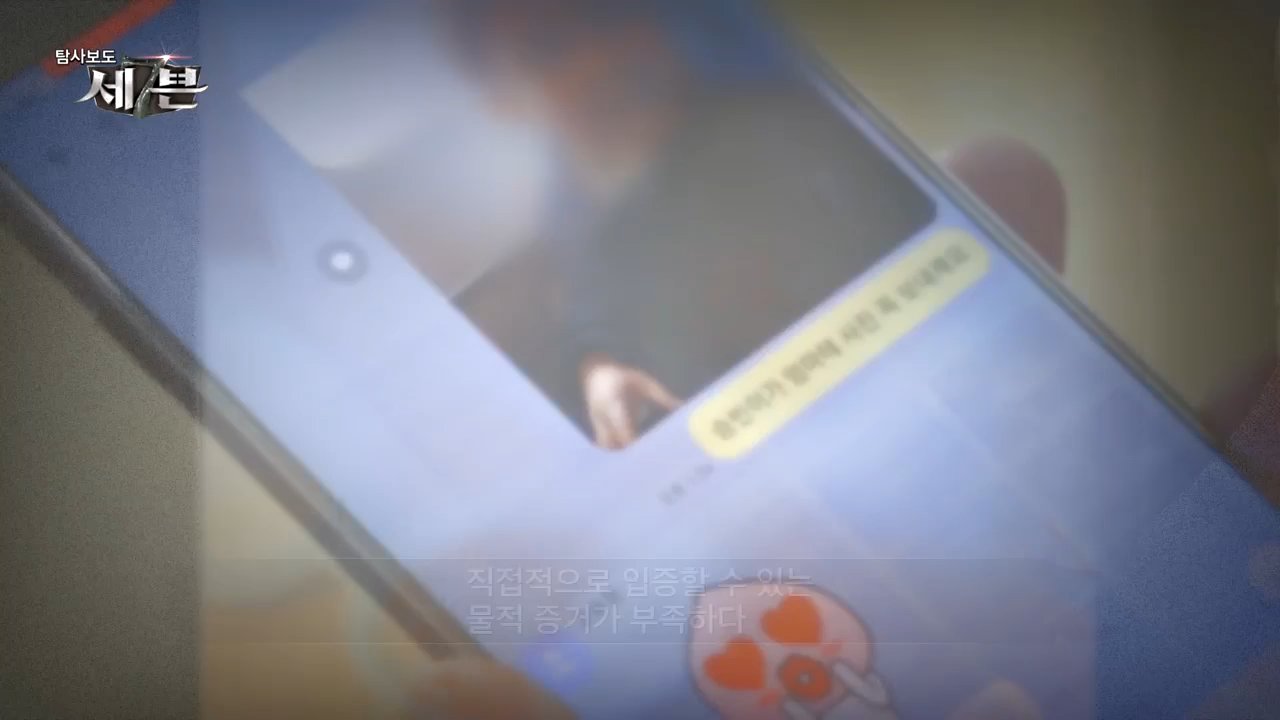 탐사보도
세7븐
직접적으로 입증할 수 있는
물적 증거가 부족하다